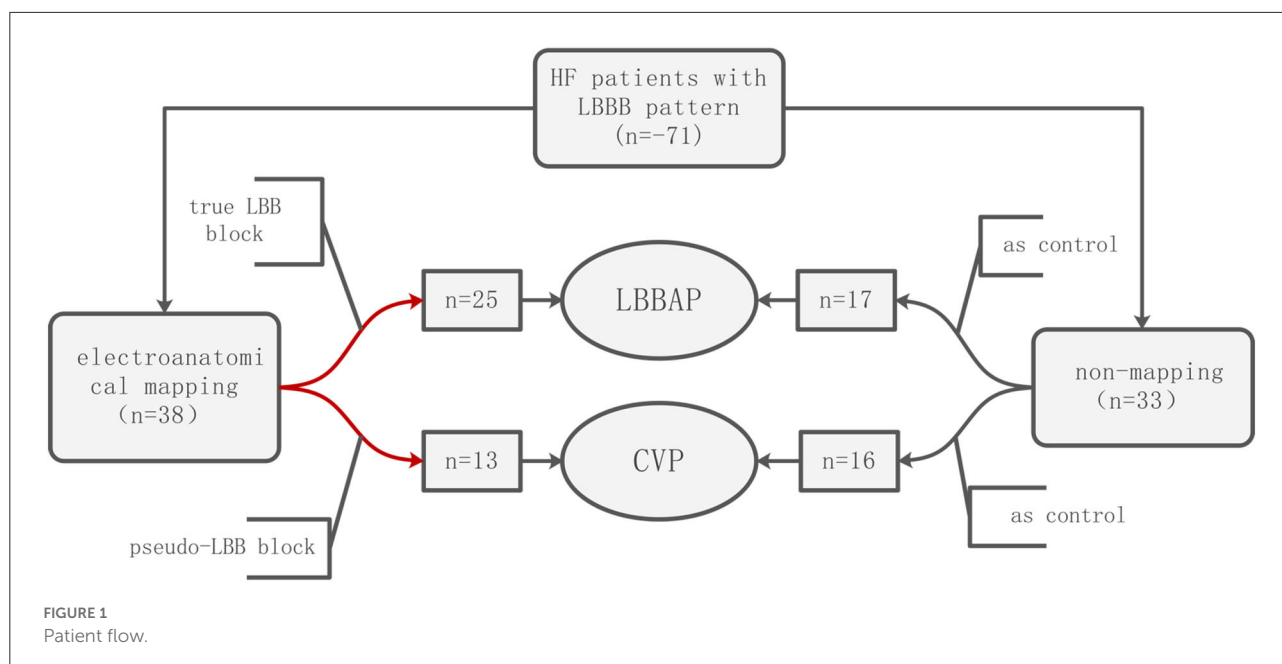 HF patients with
LBBB pattern
(n=-71)
true LBB
block
as control
n=25
LBBAP
n=17
electroanatomi
cal mapping
(n=38)
non-mapping
(n=33)
n=13
CVP
n=16
pseudo-LBB block
as control
FIGURE 1
Patient flow.